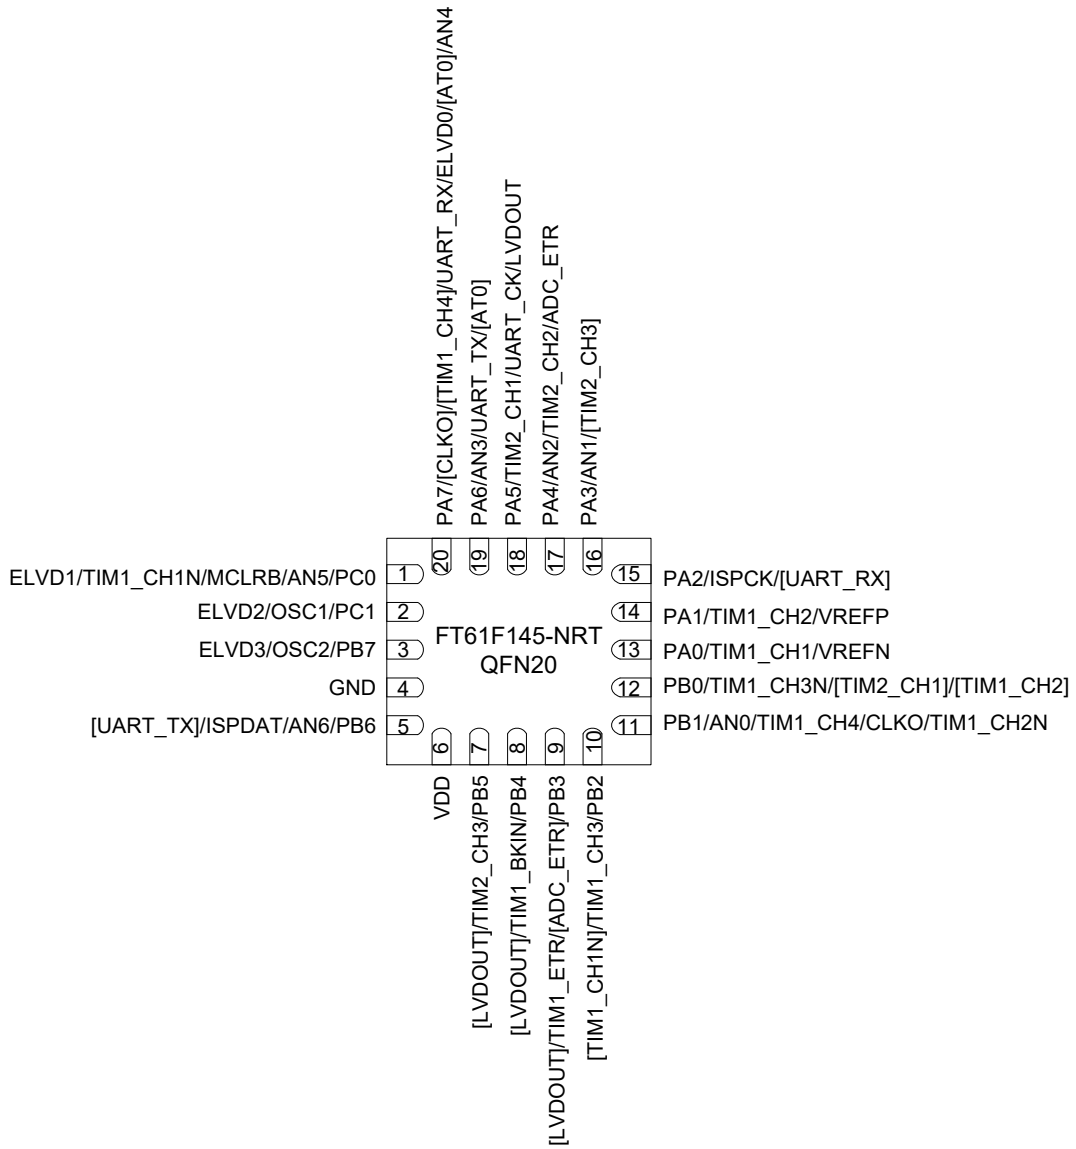 PA7/[CLKO]/[TIM1_CH4]/UART_RX/ELVD0/[AT0]/AN4
PA6/AN3/UART_TX/[AT0]
PA5/TIM2_CH1/UART_CK/LVDOUT
PA4/AN2/TIM2_CH2/ADC_ETR
PA3/AN1/[TIM2_CH3]
20
19
18
17
16
ELVD1/TIM1_CH1N/MCLRB/AN5/PC0
1
ELVD2/OSC1/PC1
2
ELVD3/OSC2/PB7
3
GND
4
[UART_TX]/ISPDAT/AN6/PB6
5
FT61F145-NRT
QFN20
15
PA2/ISPCK/[UART_RX]
14
PA1/TIM1_CH2/VREFP
13
PA0/TIM1_CH1/VREFN
12
PB0/TIM1_CH3N/[TIM2_CH1]/[TIM1_CH2]
11
PB1/AN0/TIM1_CH4/CLKO/TIM1_CH2N
6
7
8
9
10
VDD
[LVDOUT]/TIM2_CH3/PB5
[LVDOUT]/TIM1_BKIN/PB4
[LVDOUT]/TIM1_ETR/[ADC_ETR]/PB3
[TIM1_CH1N]/TIM1_CH3/PB2